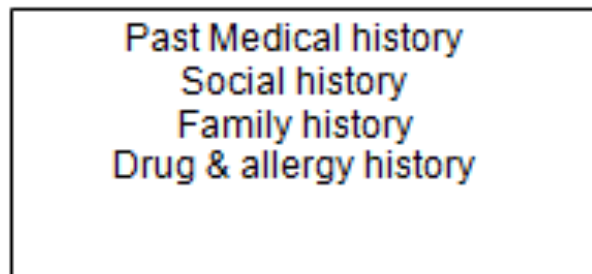 Past Medical history
Social history
Family history
Drug & allergy history